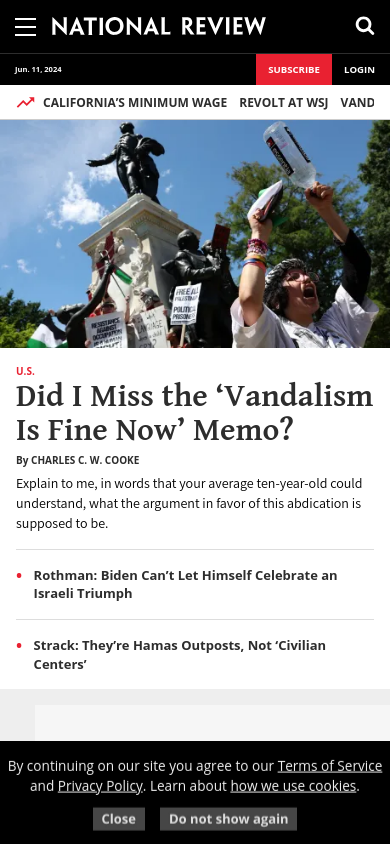 NATIONAL REVIEW
Jun. 11, 2024
SUBSCRIBE
LOGIN
CALIFORNIA'S MINIMUM WAGE REVOLT AT WSJ VAND
RESISTANCE
AGAINST
OCCUPATION
FREE ALL
PALESTINIAN
POLITICAL
PRISONERS
U.S.
Did I Miss the ‘Vandalism
Is Fine Now’ Memo?
By CHARLES C. W. COOKE
Explain to me, in words that your average ten-year-old could
understand, what the argument in favor of this abdication is
supposed to be.
• Rothman: Biden Can’t Let Himself Celebrate an
Israeli Triumph
• Strack: They’re Hamas Outposts, Not ‘Civilian
Centers’
By continuing on our site you agree to our Terms of Service
and Privacy Policy. Learn about how we use cookies.
Close
Do not show again